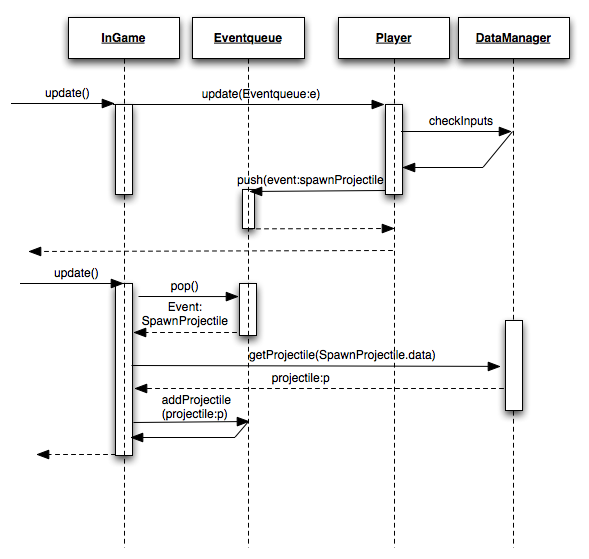 InGame
Eventqueue
Player
DataManager
update()
update(Eventqueue:e)
checkInputs
push(event:spawnProjectile
update()
pop()
Event:
SpawnProjectile
getProjectile(SpawnProjectile.data)
projectile:p
addProjectile
(projectile:p)